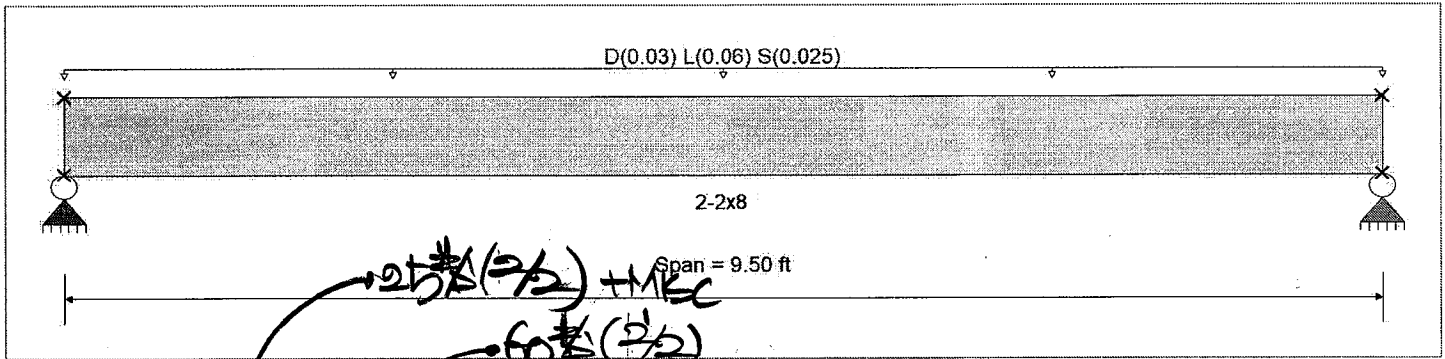 D(0.03) L(0.06) S(0.025)
2-2x8
Span = 9.50 ft
25 (2/2) + Misc
60 (2/2)